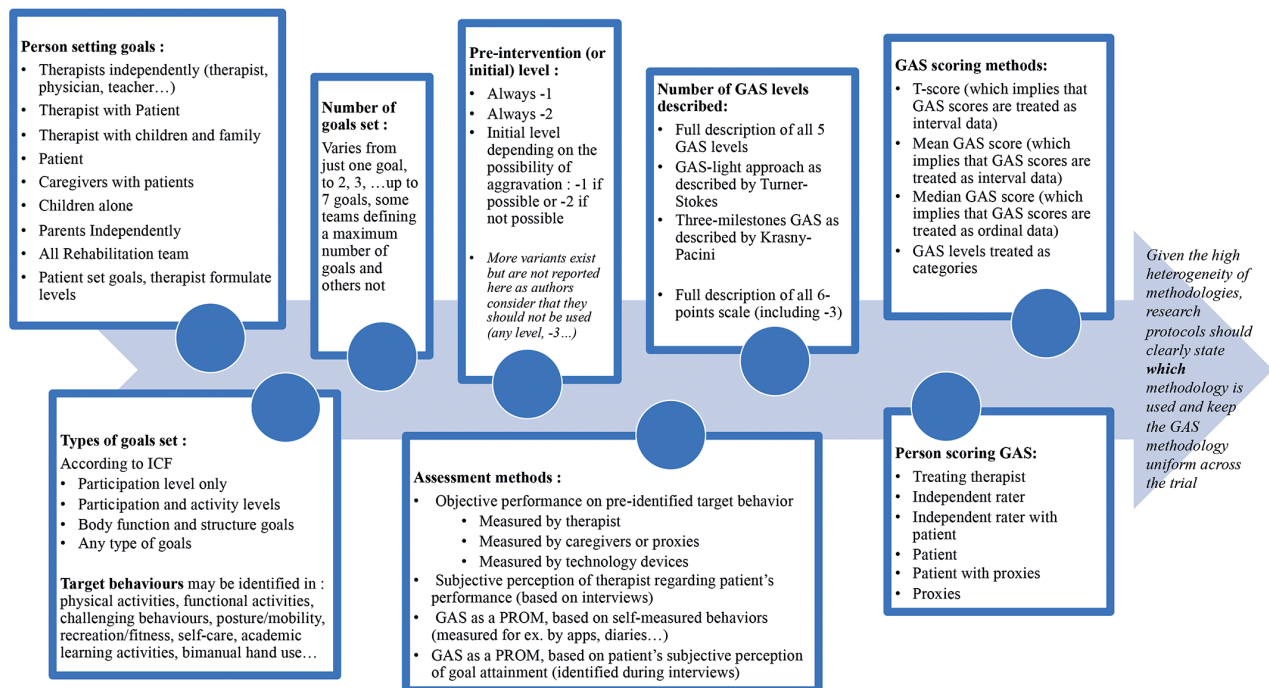 Person setting goals :
• Therapists independently (therapist,
physician, teacher…)
• Therapist with Patient
• Therapist with children and family
• Patient
• Caregivers with patients
• Children alone
• Parents Independently
• All Rehabilitation team
• Patient set goals, therapist formulate
levels
Number of
goals set :
Varies from
just one goal,
to 2, 3, …up to
7 goals, some
teams defining
a maximum
number of
goals and
others not
Pre-intervention (or
initial) level :
• Always -1
• Always -2
• Initial level
depending on the
possibility of
aggravation : -1 if
possible or -2 if
not possible
• More variants exist
but are not reported
here as authors
consider that they
should not be used
(any level, -3…)
Number of GAS levels
described:
• Full description of all 5
GAS levels
• GAS-light approach as
described by Turner-
Stokes
• Three-milestones GAS as
described by Krasny-
Pacini
• Full description of all 6-
points scale (including -3)
GAS scoring methods:
• T-score (which implies that
GAS scores are treated as
interval data)
• Mean GAS score (which
implies that GAS scores are
treated as interval data)
• Median GAS score (which
implies that GAS scores are
treated as ordinal data)
• GAS levels treated as
categories
Types of goals set :
According to ICF
• Participation level only
• Participation and activity levels
• Body function and structure goals
• Any type of goals
Target behaviours may be identified in :
physical activities, functional activities,
challenging behaviours, posture/mobility,
recreation/fitness, self-care, academic
learning activities, bimanual hand use…
Assessment methods :
• Objective performance on pre-identified target behavior
• Measured by therapist
• Measured by caregivers or proxies
• Measured by technology devices
• Subjective perception of therapist regarding patient's
performance (based on interviews)
• GAS as a PROM, based on self-measured behaviors
(measured for ex. by apps, diaries…)
• GAS as a PROM, based on patient's subjective perception
of goal attainment (identified during interviews)
Person scoring GAS:
• Treating therapist
• Independent rater
• Independent rater with
patient
• Patient
• Patient with proxies
• Proxies
Given the high
heterogeneity of
methodologies,
research
protocols should
clearly state
which
methodology is
used and keep
the GAS
methodology
uniform across
the trial